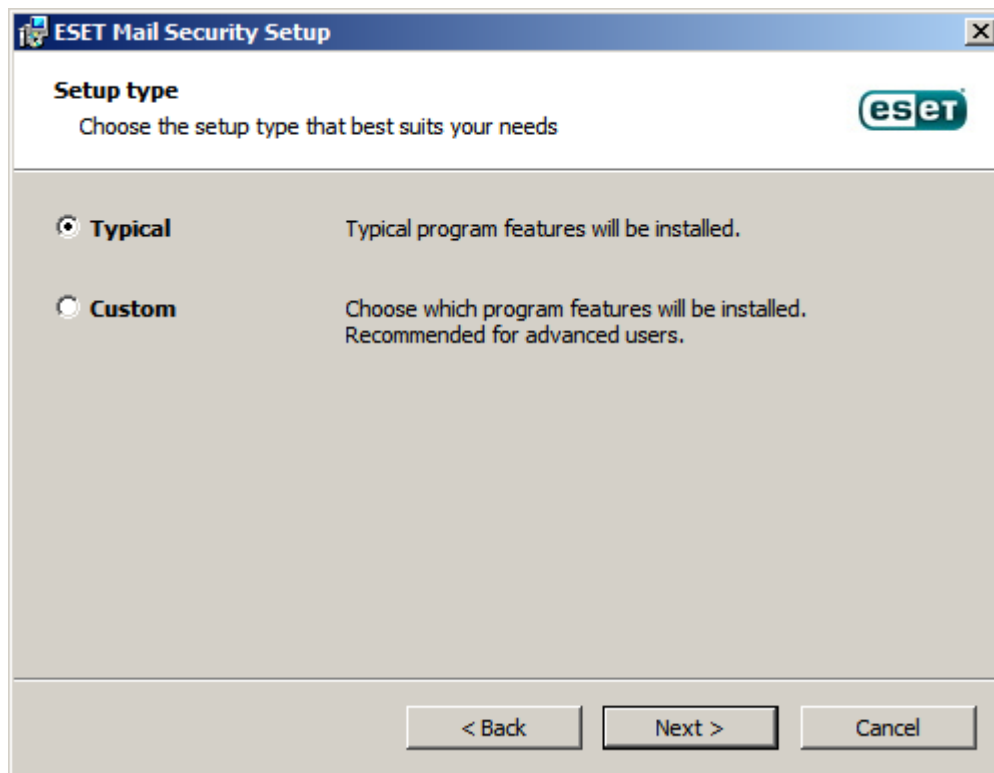 ESET Mail Security Setup
Setup type
Choose the setup type that best suits your needs
eset
Typical
Typical program features will be installed.
Custom
Choose which program features will be installed.
Recommended for advanced users.
< Back
Next >
Cancel